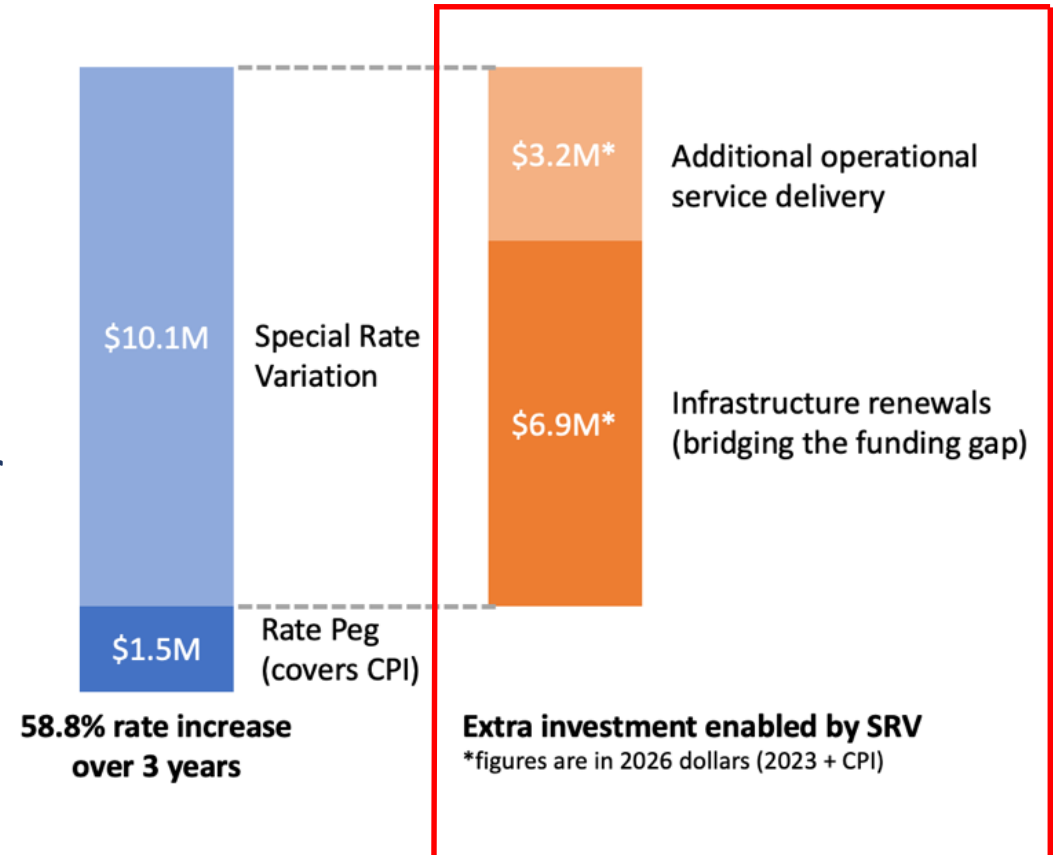 $10.1M
Special Rate
Variation
$1.5M
Rate Peg
(covers CPI)
58.8% rate increase
over 3 years
$3.2M*
Additional operational
service delivery
$6.9M*
Infrastructure renewals
(bridging the funding gap)
Extra investment enabled by SRV
*figures are in 2026 dollars (2023 + CPI)